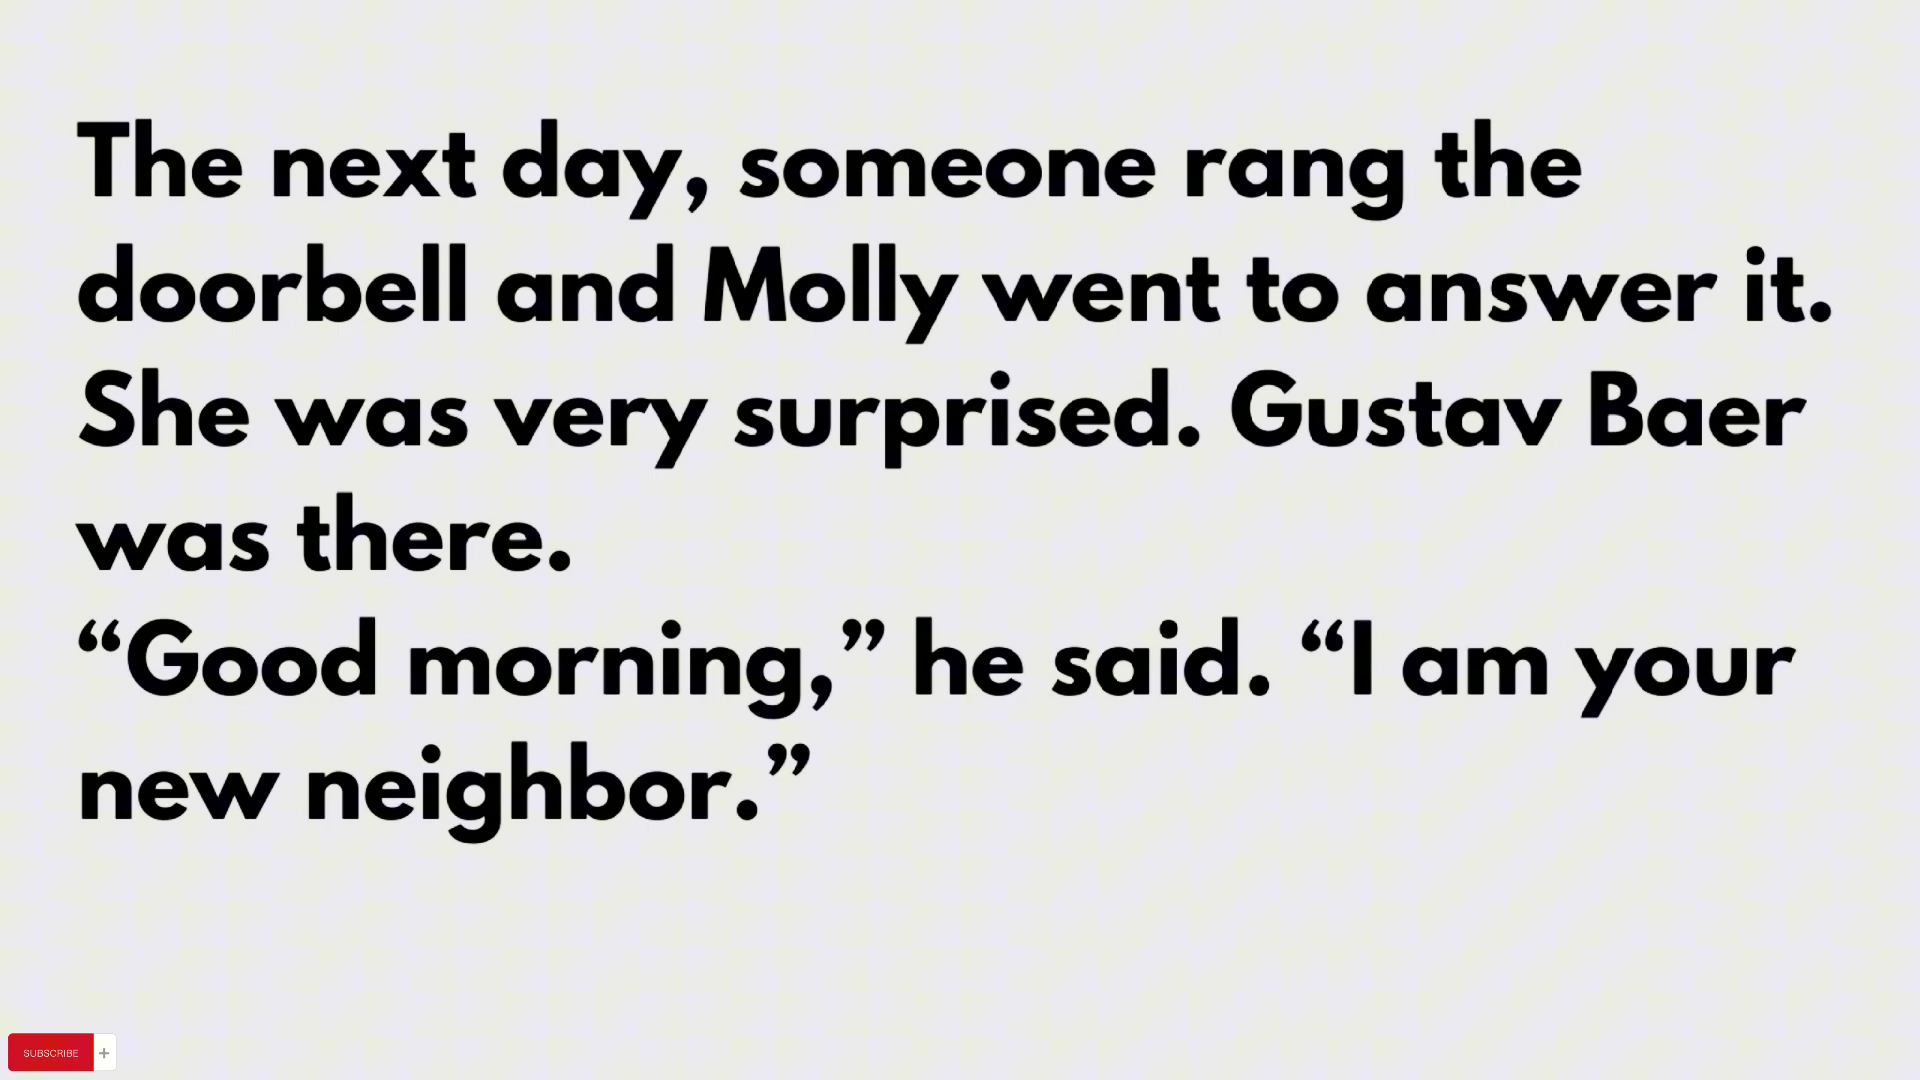 The next day, someone rang the
doorbell and Molly went to answer it.
She was very surprised. Gustav Baer
was there.
“Good morning,” he said. “I am your
new neighbor.”
SUBSCRIBE +